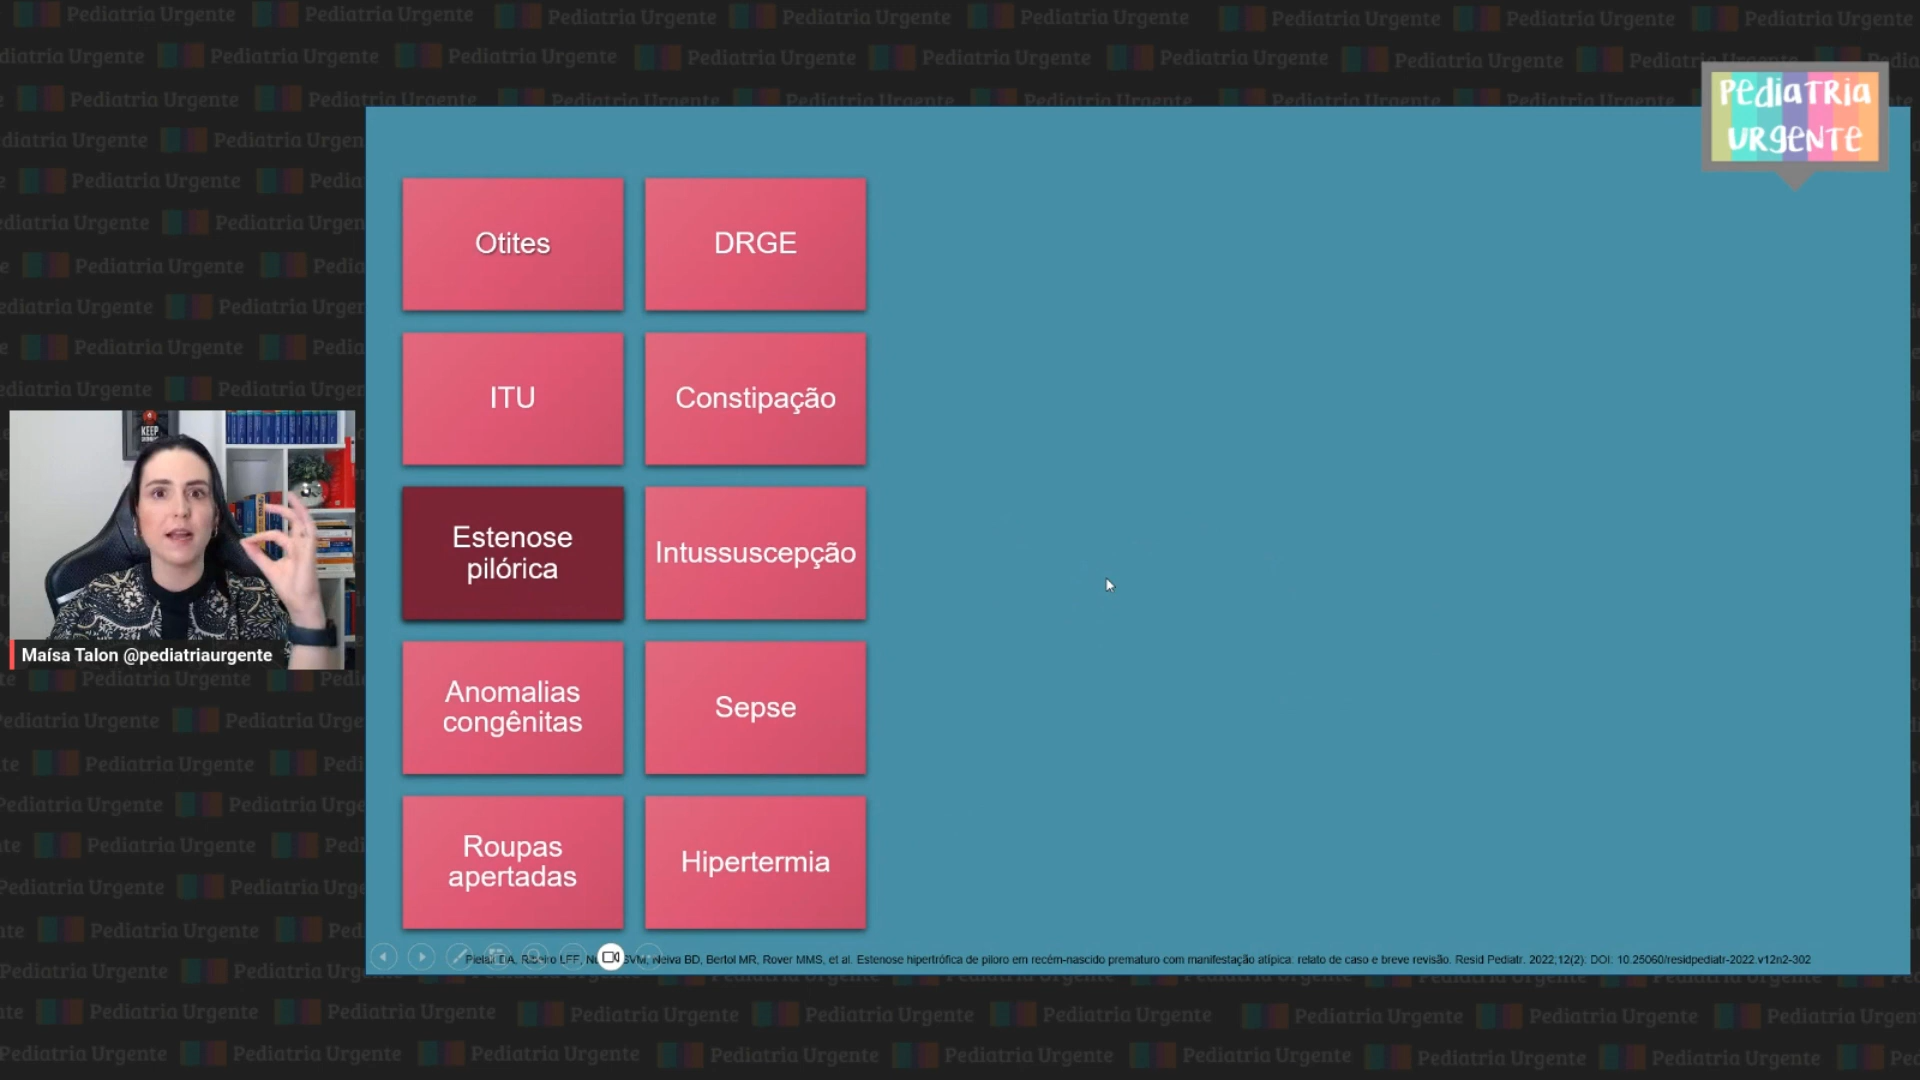 Pediatria Urgente
PEDIATRIA
URGENTE
Otites
DRGE
ITU
Constipação
Estenose
pilórica
Intussuscepção
Anomalias
congênitas
Sepse
Roupas
apertadas
Hipertermia
KEEP
Maísa Talon @pediatriaurgente
SVM, Neiva BD, Bertol MR, Rover MMS, et al. Estenose hipertrófica de piloro em recém-nascido prematuro com manifestação atípica: relato de caso e breve revisão. Resid Pediatr. 2022;12(2). DOI: 10.25060/residpediatr-2022.v12n2-302